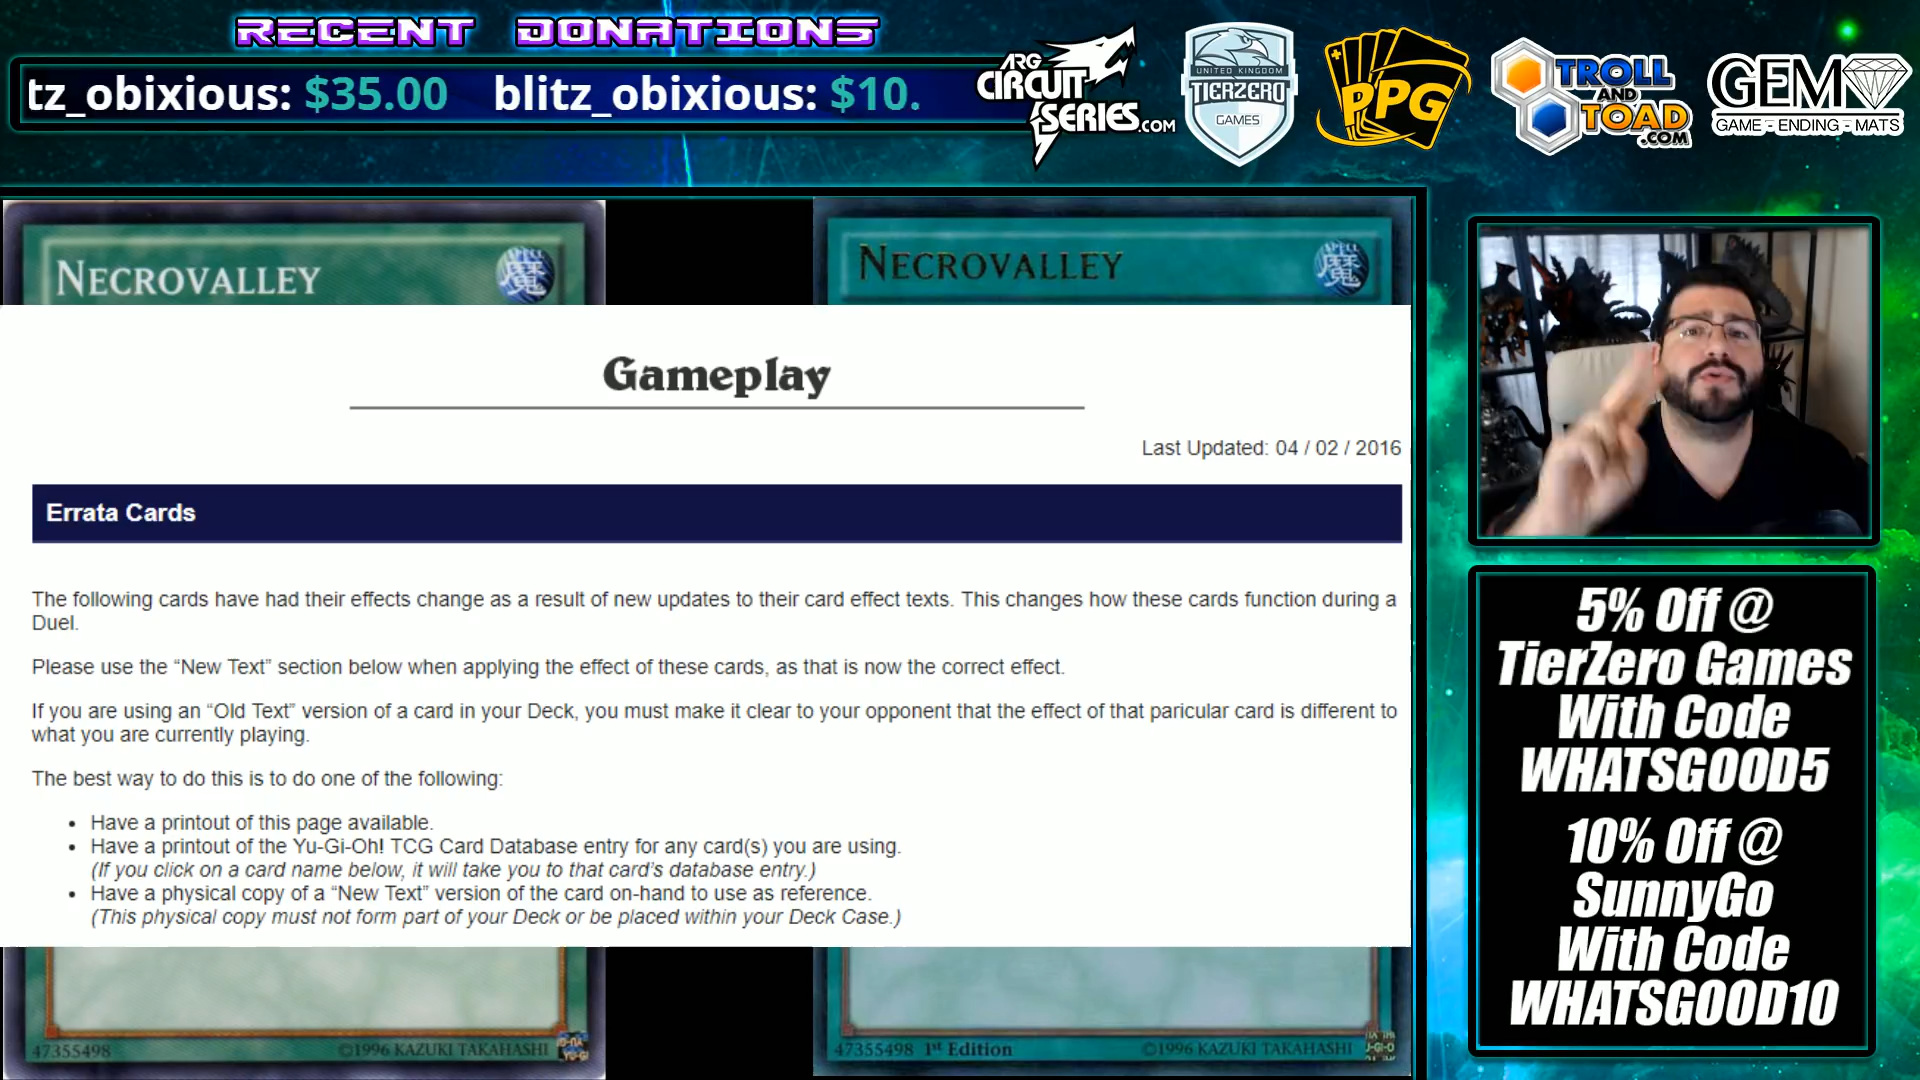 RECENT DONATIONS
tz_obixious: $35.00 blitz_obixious: $10.
ARG
CIRCUIT
SERIES.COM
UNITED KINGDOM
TIERZERO
GAMES
PPG
TROLL
AND
TOAD
.COM
GEM
GAME - ENDING - MATS
NECROVALLEY
SPELL
魔
NECROVALLEY
SPELL
魔
Gameplay
Last Updated: 04 / 02 / 2016
Errata Cards
The following cards have had their effects change as a result of new updates to their card effect texts. This changes how these cards function during a
Duel.
Please use the “New Text” section below when applying the effect of these cards, as that is now the correct effect.
If you are using an “Old Text” version of a card in your Deck, you must make it clear to your opponent that the effect of that paricular card is different to
what you are currently playing.
The best way to do this is to do one of the following:
• Have a printout of this page available.
• Have a printout of the Yu-Gi-Oh! TCG Card Database entry for any card(s) you are using.
(If you click on a card name below, it will take you to that card’s database entry.)
• Have a physical copy of a “New Text” version of the card on-hand to use as reference.
(This physical copy must not form part of your Deck or be placed within your Deck Case.)
47355498 ©1996 KAZUKI TAKAHASHI
47355498 1st Edition ©1996 KAZUKI TAKAHASHI
5% Off @
TierZero Games
With Code
WHATSGOOD5
10% Off @
SunnyGo
With Code
WHATSGOOD10